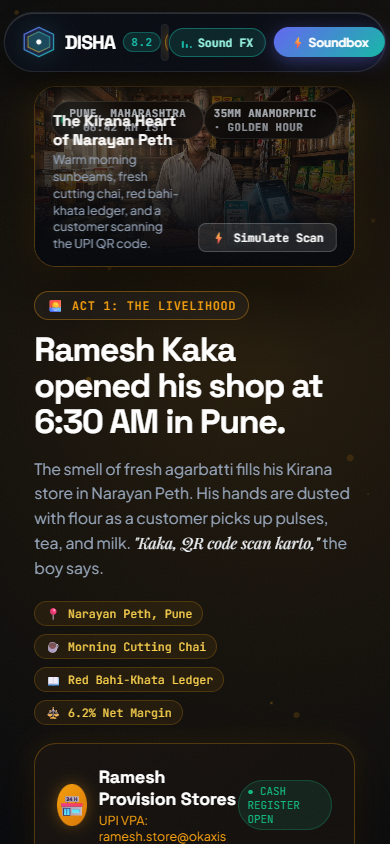 DISHA
8.2
Sound FX
Soundbox
PUNE, MAHARASHTRA
06:42 AM IST
35MM ANAMORPHIC
· GOLDEN HOUR
The Kirana Heart
of Narayan Peth
Warm morning
sunbeams, fresh
cutting chai, red bahi-
khata ledger, and a
customer scanning
the UPI QR code.
Simulate Scan
ACT 1: THE LIVELIHOOD
Ramesh Kaka
opened his shop at
6:30 AM in Pune.
The smell of fresh agarbatti fills his Kirana
store in Narayan Peth. His hands are dusted
with flour as a customer picks up pulses,
tea, and milk. "Kaka, QR code scan karto," the
boy says.
Narayan Peth, Pune
Morning Cutting Chai
Red Bahi-Khata Ledger
6.2% Net Margin
Ramesh
Provision Stores
UPI VPA:
ramesh.store@okaxis
● CASH
REGISTER
OPEN